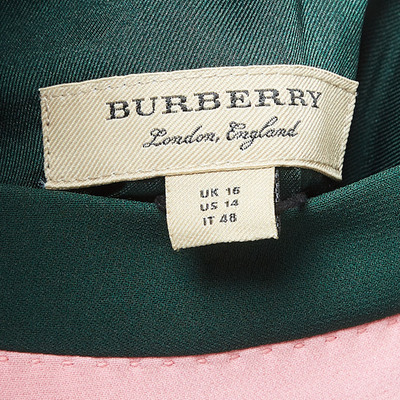 BURBERRY
London, England
UK 16
US 14
IT 48